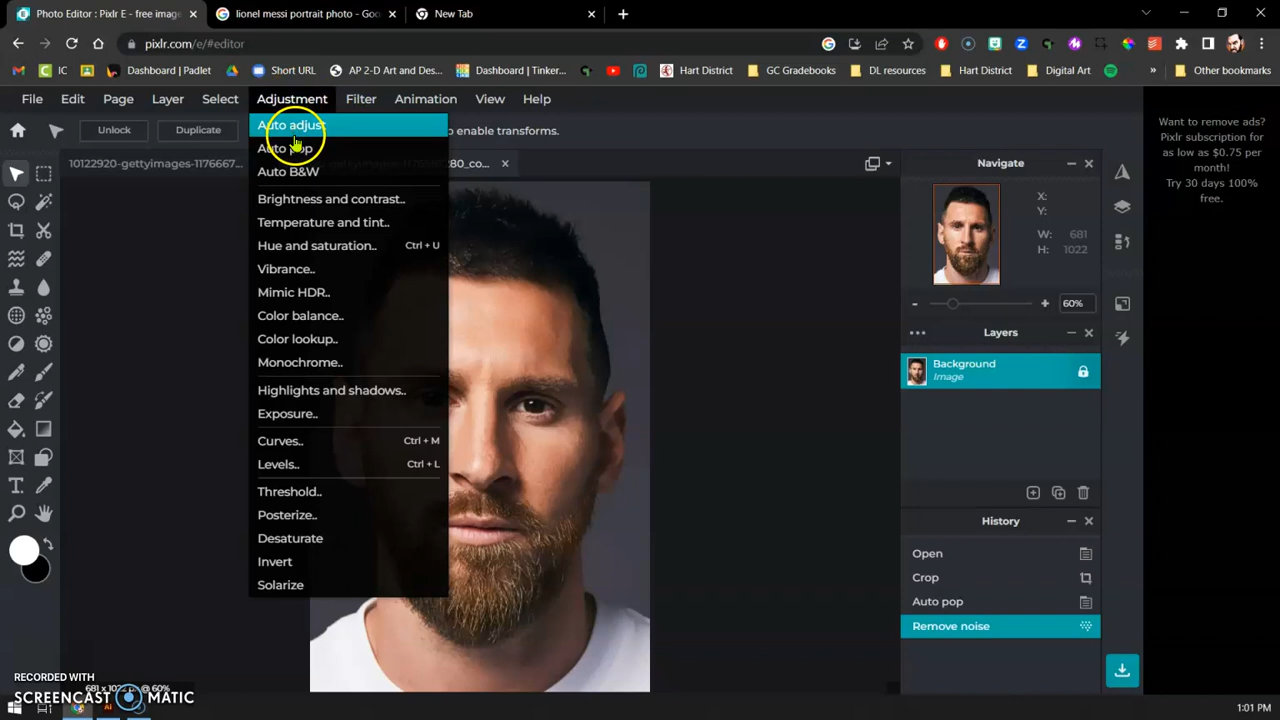 Photo Editor : Pixlr E - free imag
lionel messi portrait photo - Goo
New Tab
pixlr.com/e/#editor
IC
Dashboard | Padlet
Short URL
AP 2-D Art and Des...
Dashboard | Tinker...
Hart District
GC Gradebooks
DL resources
Hart District
Digital Art
»
Other bookmarks
File Edit Page Layer Select Adjustment Filter Animation View Help
Unlock
Duplicate
o enable transforms.
10122920-gettyimages-1176667...
80_co...
Auto adjust
Auto pop
Auto B&W
Brightness and contrast..
Temperature and tint..
Hue and saturation.. Ctrl + U
Vibrance..
Mimic HDR..
Color balance..
Color lookup..
Monochrome..
Highlights and shadows..
Exposure..
Curves.. Ctrl + M
Levels.. Ctrl + L
Threshold..
Posterize..
Desaturate
Invert
Solarize
Navigate
X:
Y:
W: 681
H: 1022
- + 60%
Layers
Background
Image
History
Open
Crop
Auto pop
Remove noise
Want to remove ads?
Pixlr subscription for
as low as $0.75 per
month!
Try 30 days 100%
free.
RECORDED WITH
SCREENCAST MATIC
1:01 PM